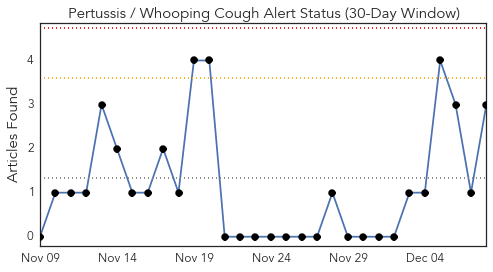 Pertussis / Whooping Cough Alert Status (30-Day Window)
Articles Found
4
3
2
1
0
Nov 09 Nov 14 Nov 19 Nov 24 Nov 29 Dec 04